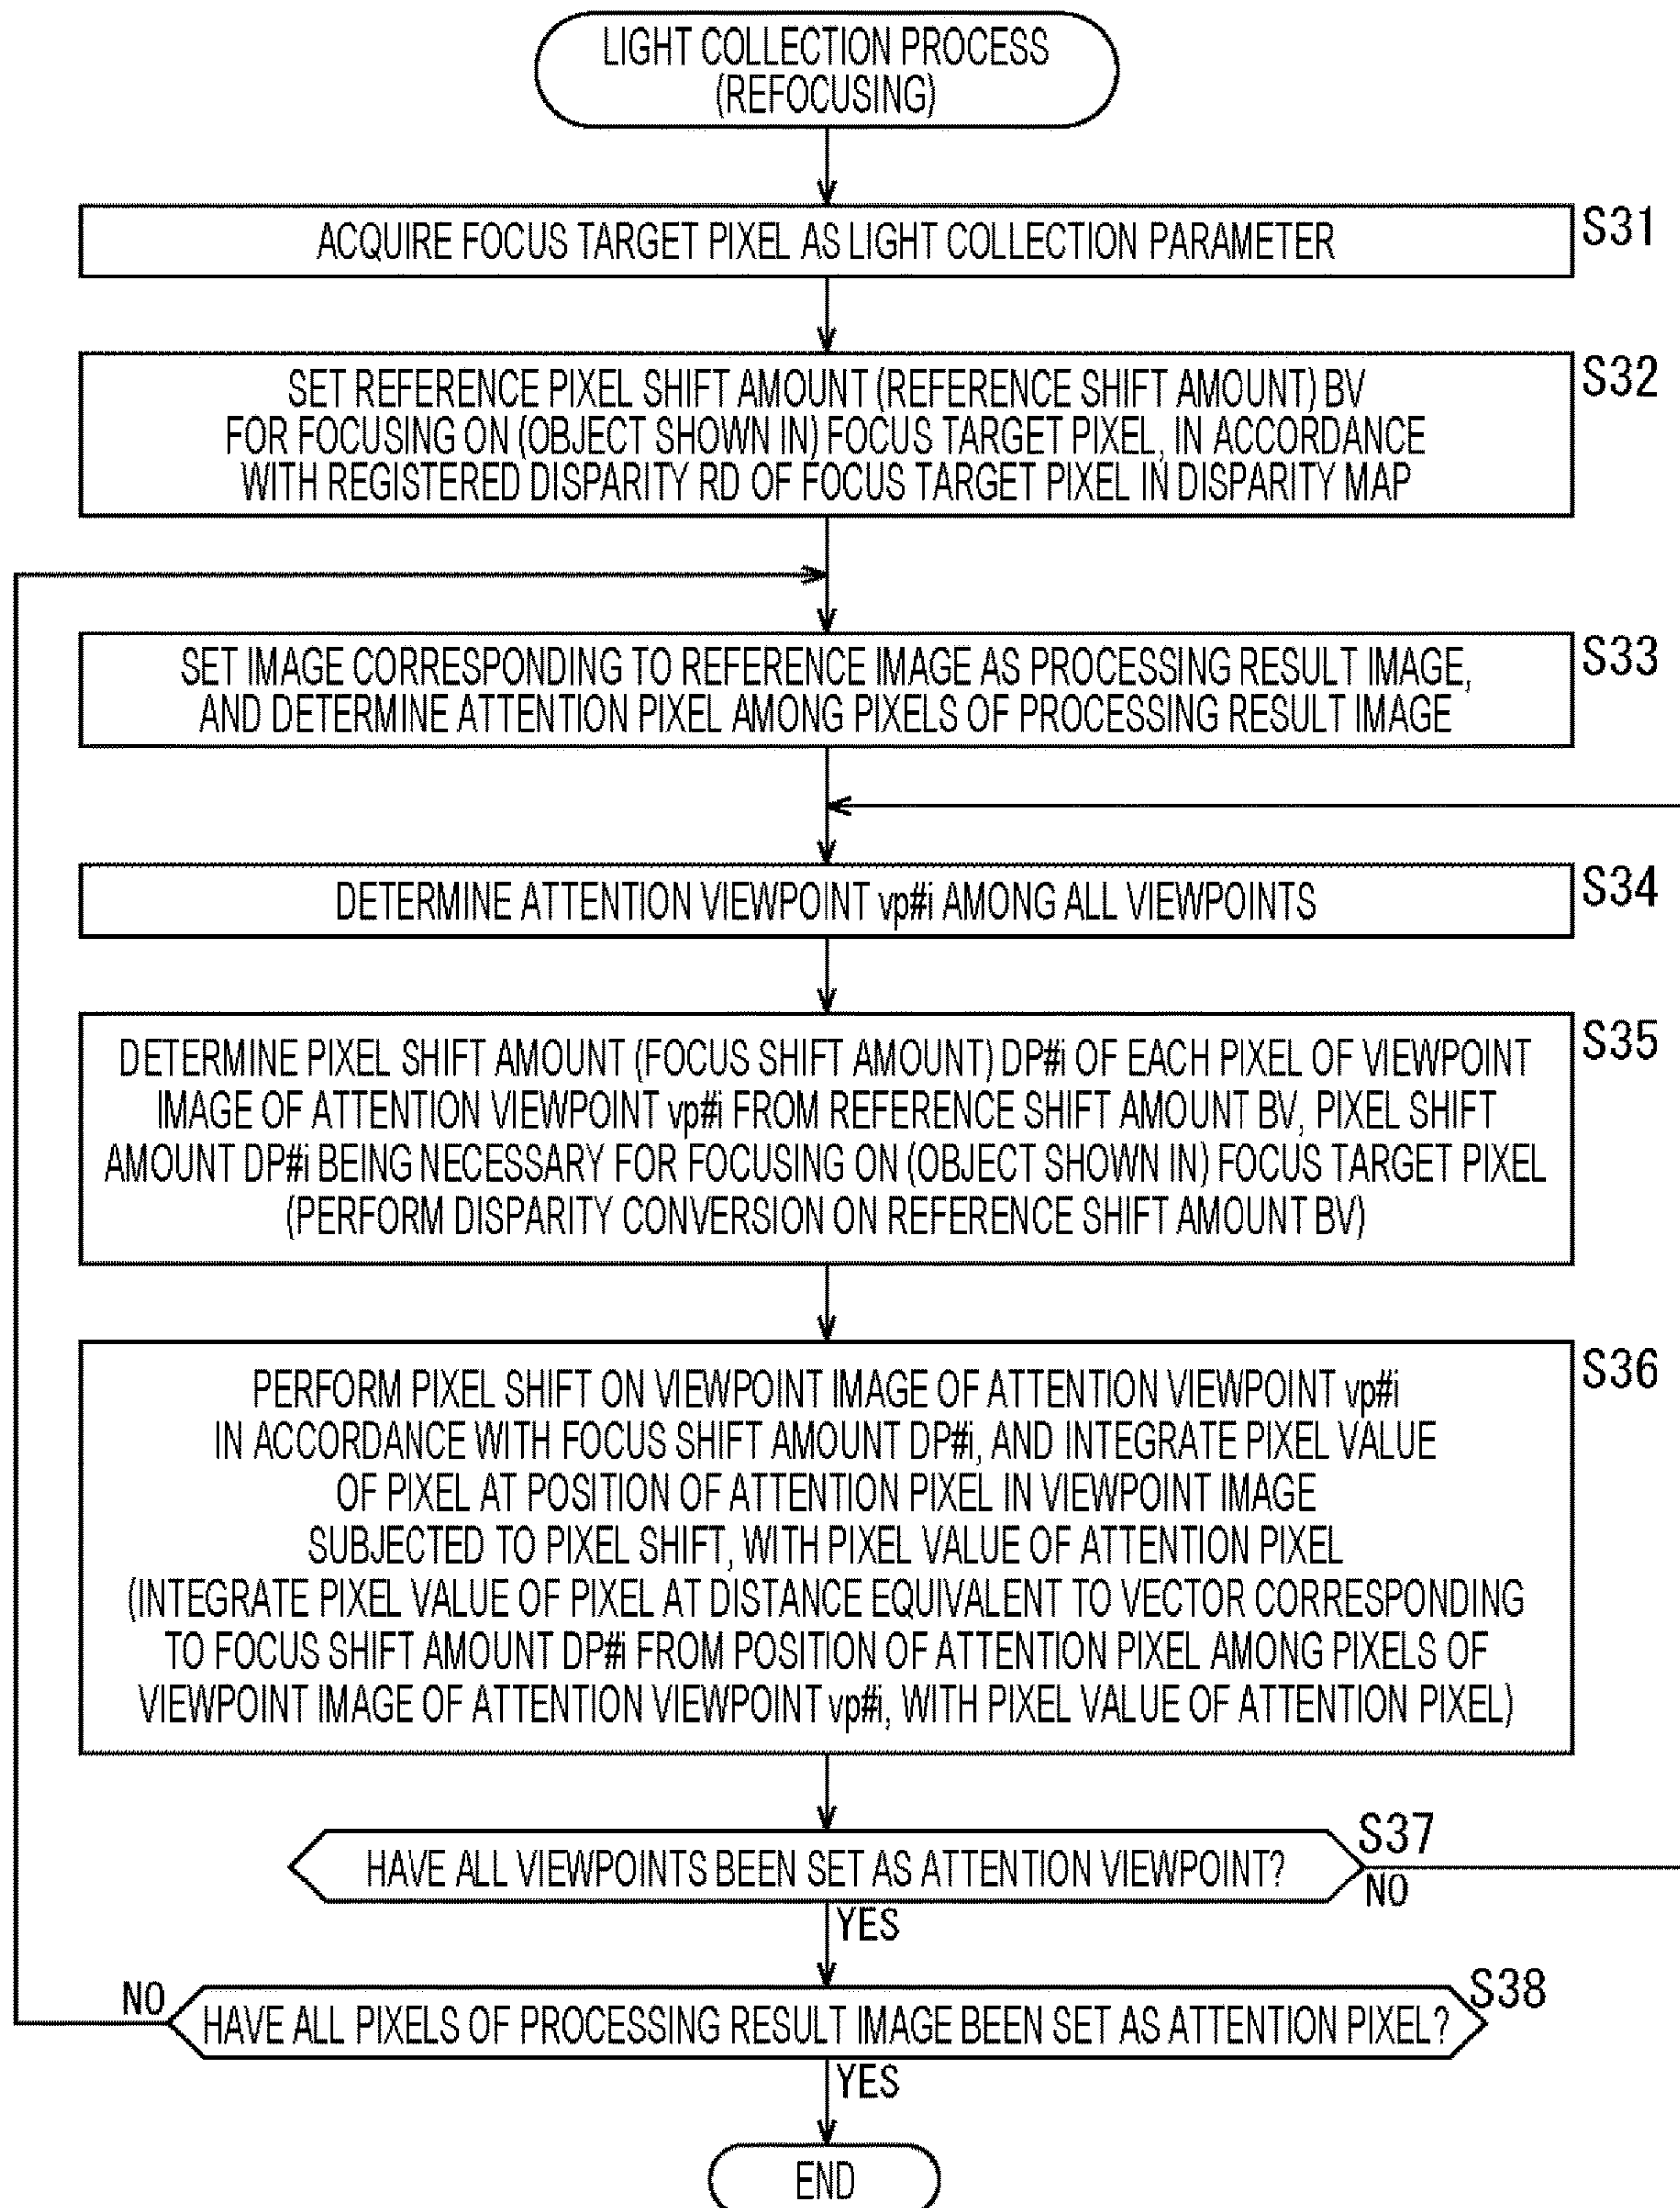 LIGHT COLLECTION PROCESS
(REFOCUSING)
ACQUIRE FOCUS TARGET PIXEL AS LIGHT COLLECTION PARAMETER
S31
SET REFERENCE PIXEL SHIFT AMOUNT (REFERENCE SHIFT AMOUNT) BV
FOR FOCUSING ON (OBJECT SHOWN IN) FOCUS TARGET PIXEL, IN ACCORDANCE
WITH REGISTERED DISPARITY RD OF FOCUS TARGET PIXEL IN DISPARITY MAP
S32
SET IMAGE CORRESPONDING TO REFERENCE IMAGE AS PROCESSING RESULT IMAGE,
AND DETERMINE ATTENTION PIXEL AMONG PIXELS OF PROCESSING RESULT IMAGE
S33
DETERMINE ATTENTION VIEWPOINT vp#i AMONG ALL VIEWPOINTS
S34
DETERMINE PIXEL SHIFT AMOUNT (FOCUS SHIFT AMOUNT) DP#i OF EACH PIXEL OF VIEWPOINT
IMAGE OF ATTENTION VIEWPOINT vp#i FROM REFERENCE SHIFT AMOUNT BV, PIXEL SHIFT
AMOUNT DP#i BEING NECESSARY FOR FOCUSING ON (OBJECT SHOWN IN) FOCUS TARGET PIXEL
(PERFORM DISPARITY CONVERSION ON REFERENCE SHIFT AMOUNT BV)
S35
PERFORM PIXEL SHIFT ON VIEWPOINT IMAGE OF ATTENTION VIEWPOINT vp#i
IN ACCORDANCE WITH FOCUS SHIFT AMOUNT DP#i, AND INTEGRATE PIXEL VALUE
OF PIXEL AT POSITION OF ATTENTION PIXEL IN VIEWPOINT IMAGE
SUBJECTED TO PIXEL SHIFT, WITH PIXEL VALUE OF ATTENTION PIXEL
(INTEGRATE PIXEL VALUE OF PIXEL AT DISTANCE EQUIVALENT TO VECTOR CORRESPONDING
TO FOCUS SHIFT AMOUNT DP#i FROM POSITION OF ATTENTION PIXEL AMONG PIXELS OF
VIEWPOINT IMAGE OF ATTENTION VIEWPOINT vp#i, WITH PIXEL VALUE OF ATTENTION PIXEL)
S36
HAVE ALL VIEWPOINTS BEEN SET AS ATTENTION VIEWPOINT?
S37
NO
YES
NO
HAVE ALL PIXELS OF PROCESSING RESULT IMAGE BEEN SET AS ATTENTION PIXEL?
S38
YES
END